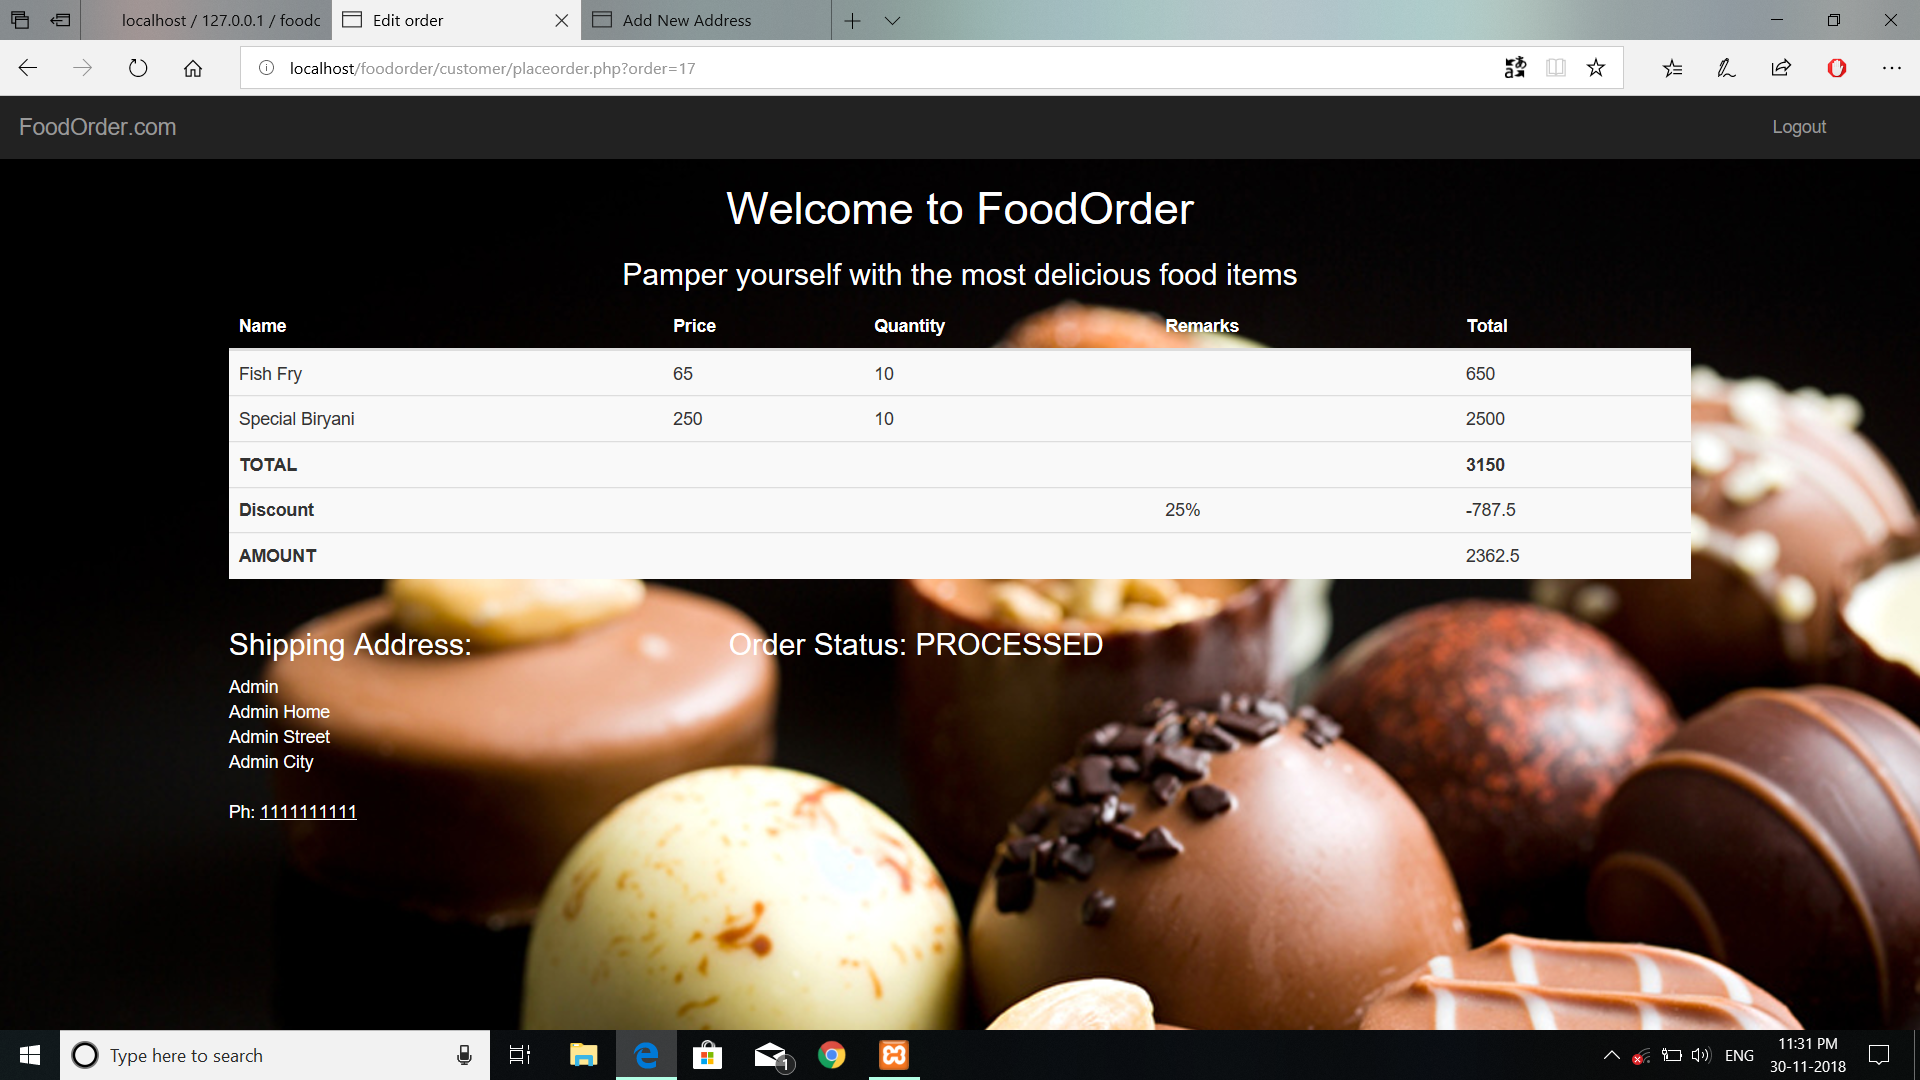 localhost / 127.0.0.1 / foodc
Edit order
Add New Address
localhost/foodorder/customer/placeorder.php?order=17
FoodOrder.com
Logout
Welcome to FoodOrder
Pamper yourself with the most delicious food items
Name Price Quantity Remarks Total
Fish Fry 65 10 650
Special Biryani 250 10 2500
TOTAL 3150
Discount 25% -787.5
AMOUNT 2362.5
Shipping Address:
Order Status: PROCESSED
Admin
Admin Home
Admin Street
Admin City
Ph: 1111111111
Type here to search
1
ENG
11:31 PM
30-11-2018